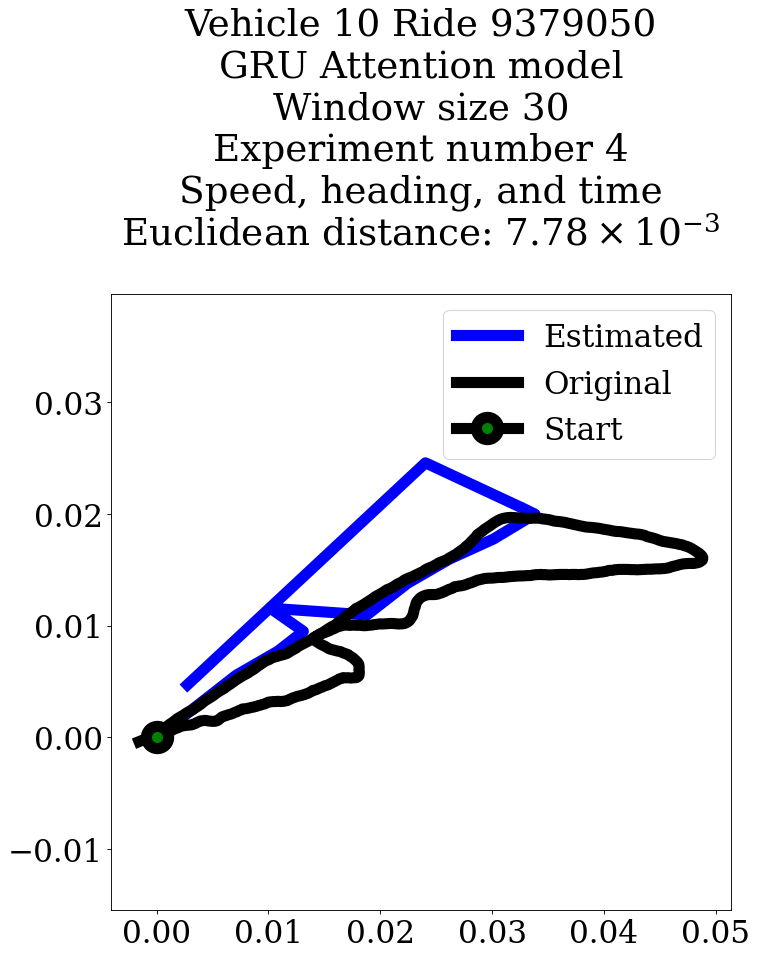 Vehicle 10 Ride 9379050
GRU Attention model
Window size 30
Experiment number 4
Speed, heading, and time
Euclidean distance: 7.78 × 10⁻³
Estimated
Original
Start
0.03
0.02
0.01
0.00
−0.01
0.00 0.01 0.02 0.03 0.04 0.05